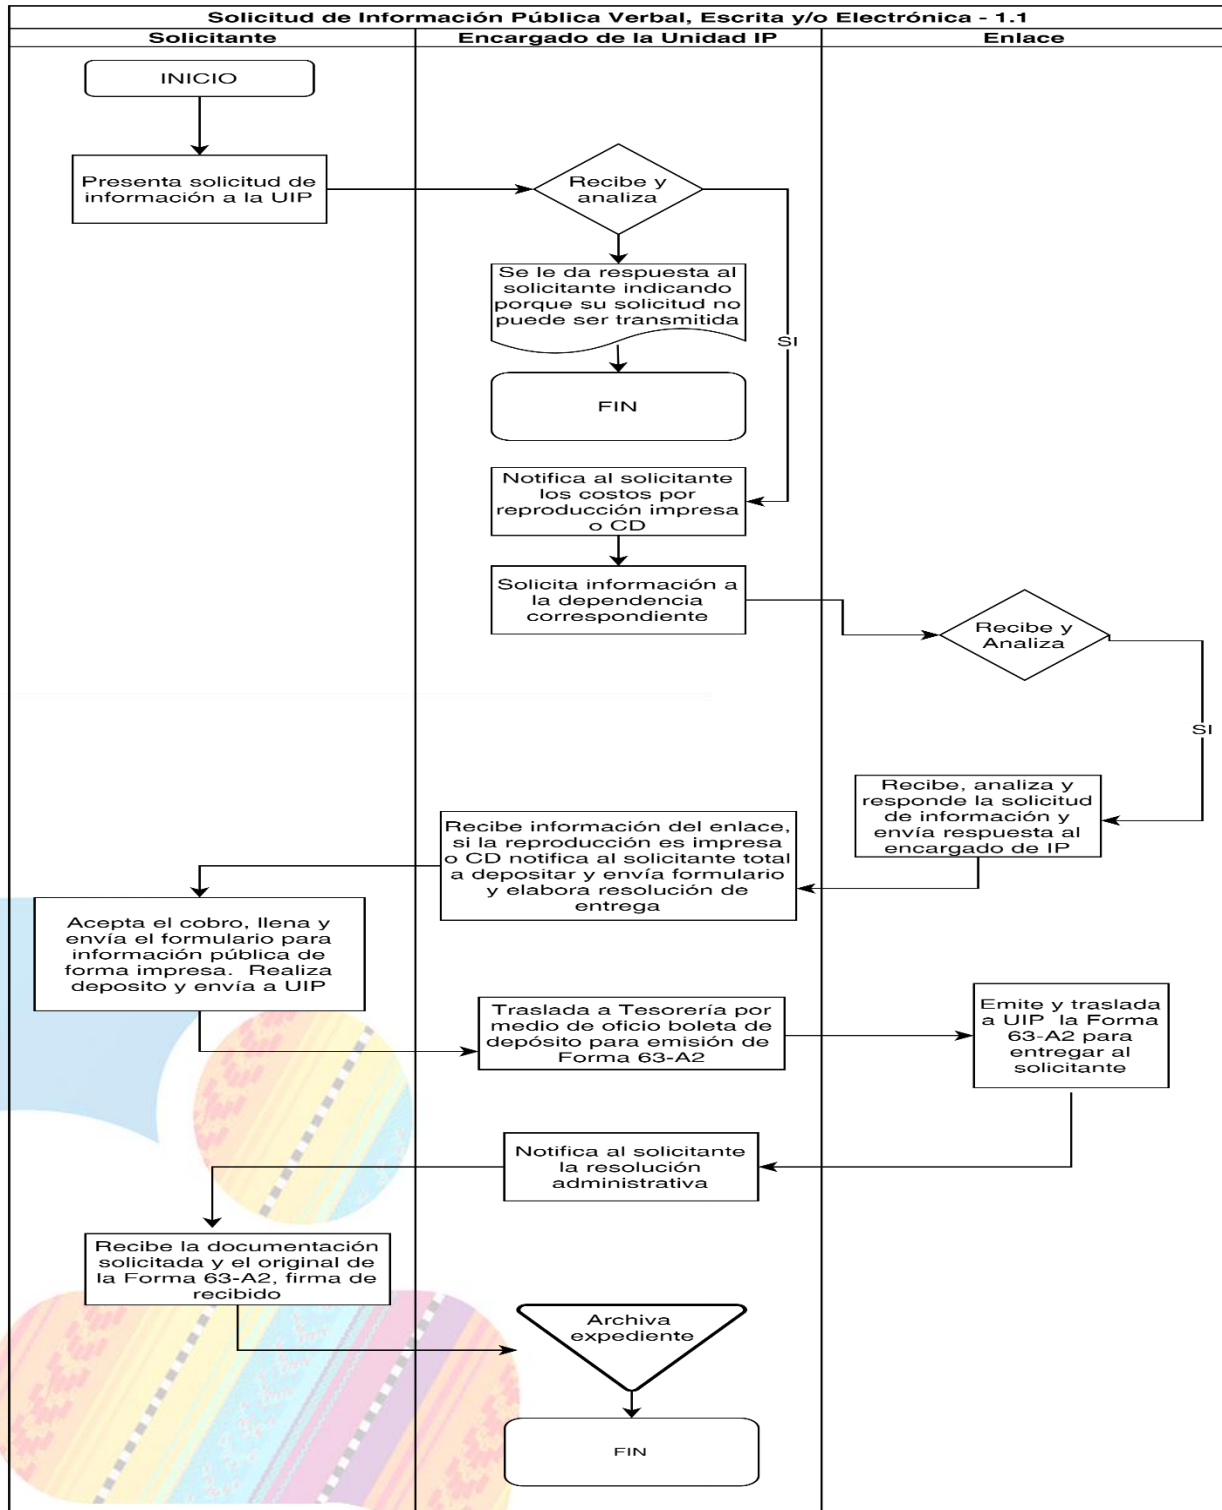 Solicitud de Información Pública Verbal, Escrita y/o Electrónica - 1.1
Solicitante
Encargado de la Unidad IP
Enlace
INICIO
Presenta solicitud de
información a la UIP
Recibe y
analiza
Se le da respuesta al
solicitante indicando
porque su solicitud no
puede ser transmitida
SI
FIN
Notifica al solicitante
los costos por
reproducción impresa
o CD
Solicita información a
la dependencia
correspondiente
Recibe y
Analiza
SI
Recibe, analiza y
responde la solicitud
de información y
envía respuesta al
encargado de IP
Recibe información del enlace,
si la reproducción es impresa
o CD notifica al solicitante total
a depositar y envía formulario
y elabora resolución de
entrega
Acepta el cobro, llena y
envía el formulario para
información pública de
forma impresa. Realiza
deposito y envía a UIP
Traslada a Tesorería por
medio de oficio boleta de
depósito para emisión de
Forma 63-A2
Emite y traslada
a UIP la Forma
63-A2 para
entregar al
solicitante
Notifica al solicitante
la resolución
administrativa
Recibe la documentación
solicitada y el original de
la Forma 63-A2, firma de
recibido
Archiva
expediente
FIN